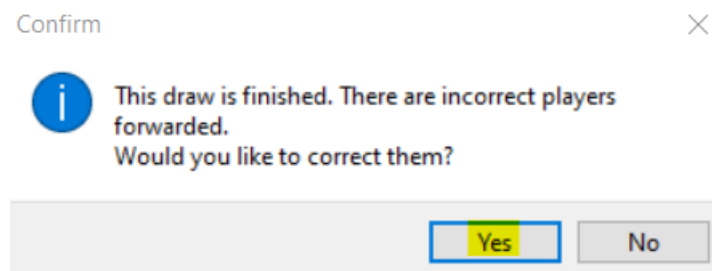 Confirm
This draw is finished. There are incorrect players
forwarded.
Would you like to correct them?
Yes
No